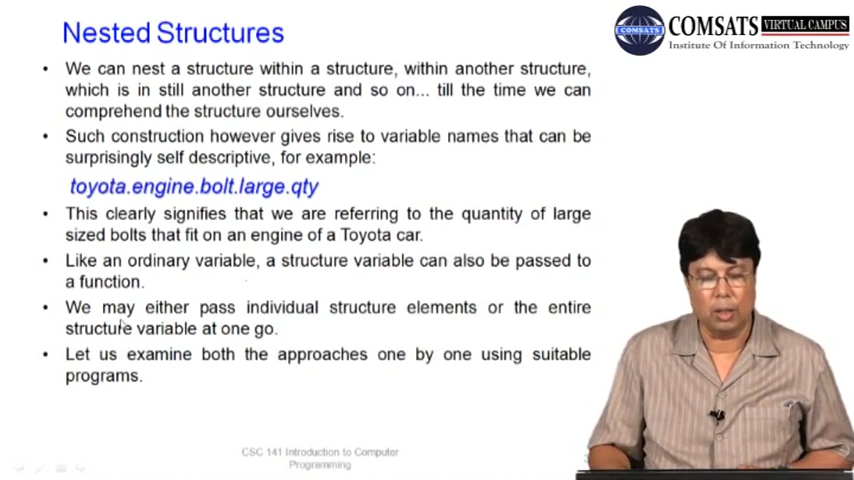 Nested Structures
COMSATS VIRTUAL CAMPUS
COMSATS
Institute Of Information Technology
• We can nest a structure within a structure, within another structure,
which is in still another structure and so on... till the time we can
comprehend the structure ourselves.
• Such construction however gives rise to variable names that can be
surprisingly self descriptive, for example:
toyota.engine.bolt.large.qty
• This clearly signifies that we are referring to the quantity of large
sized bolts that fit on an engine of a Toyota car.
• Like an ordinary variable, a structure variable can also be passed to
a function.
• We may either pass individual structure elements or the entire
structure variable at one go.
• Let us examine both the approaches one by one using suitable
programs.
CSC 141 Introduction to Computer
Programming